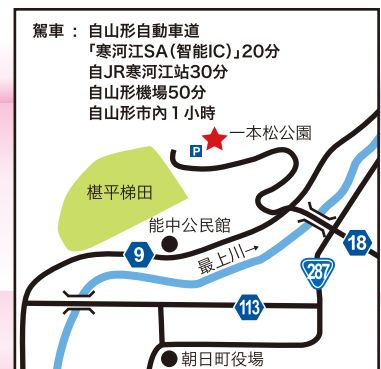 駕車 : 自山形自動車道
「寒河江SA(智能IC)」20分
自JR寒河江站30分
自山形機場50分
自山形市內1小時
一本松公園
P
椹平梯田
能中公民館
9
最上川→
18
287
113
朝日町役場